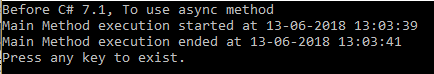 Before C# 7.1, To use async method
Main Method execution started at 13-06-2018 13:03:39
Main Method execution ended at 13-06-2018 13:03:41
Press any key to exist.